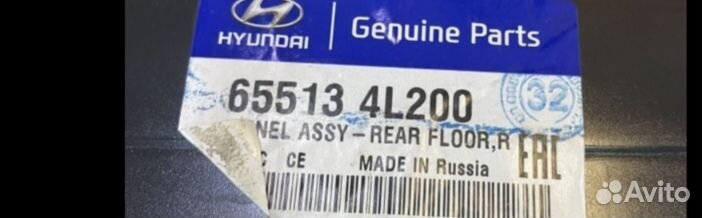 HYUNDAI
Genuine Parts
65513 4L200
NEL ASSY-REAR FLOOR,R
C CE MADE IN Russia
EAC
32
Avito